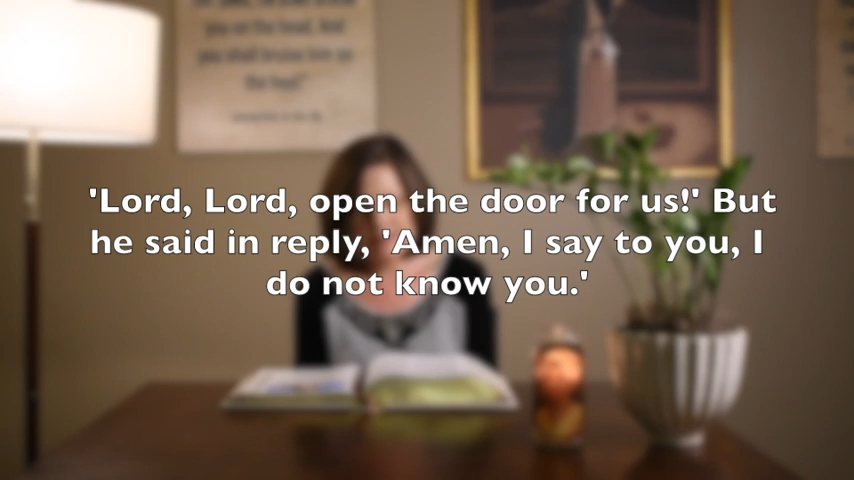 'Lord, Lord, open the door for us!' But
he said in reply, 'Amen, I say to you, I
do not know you.'